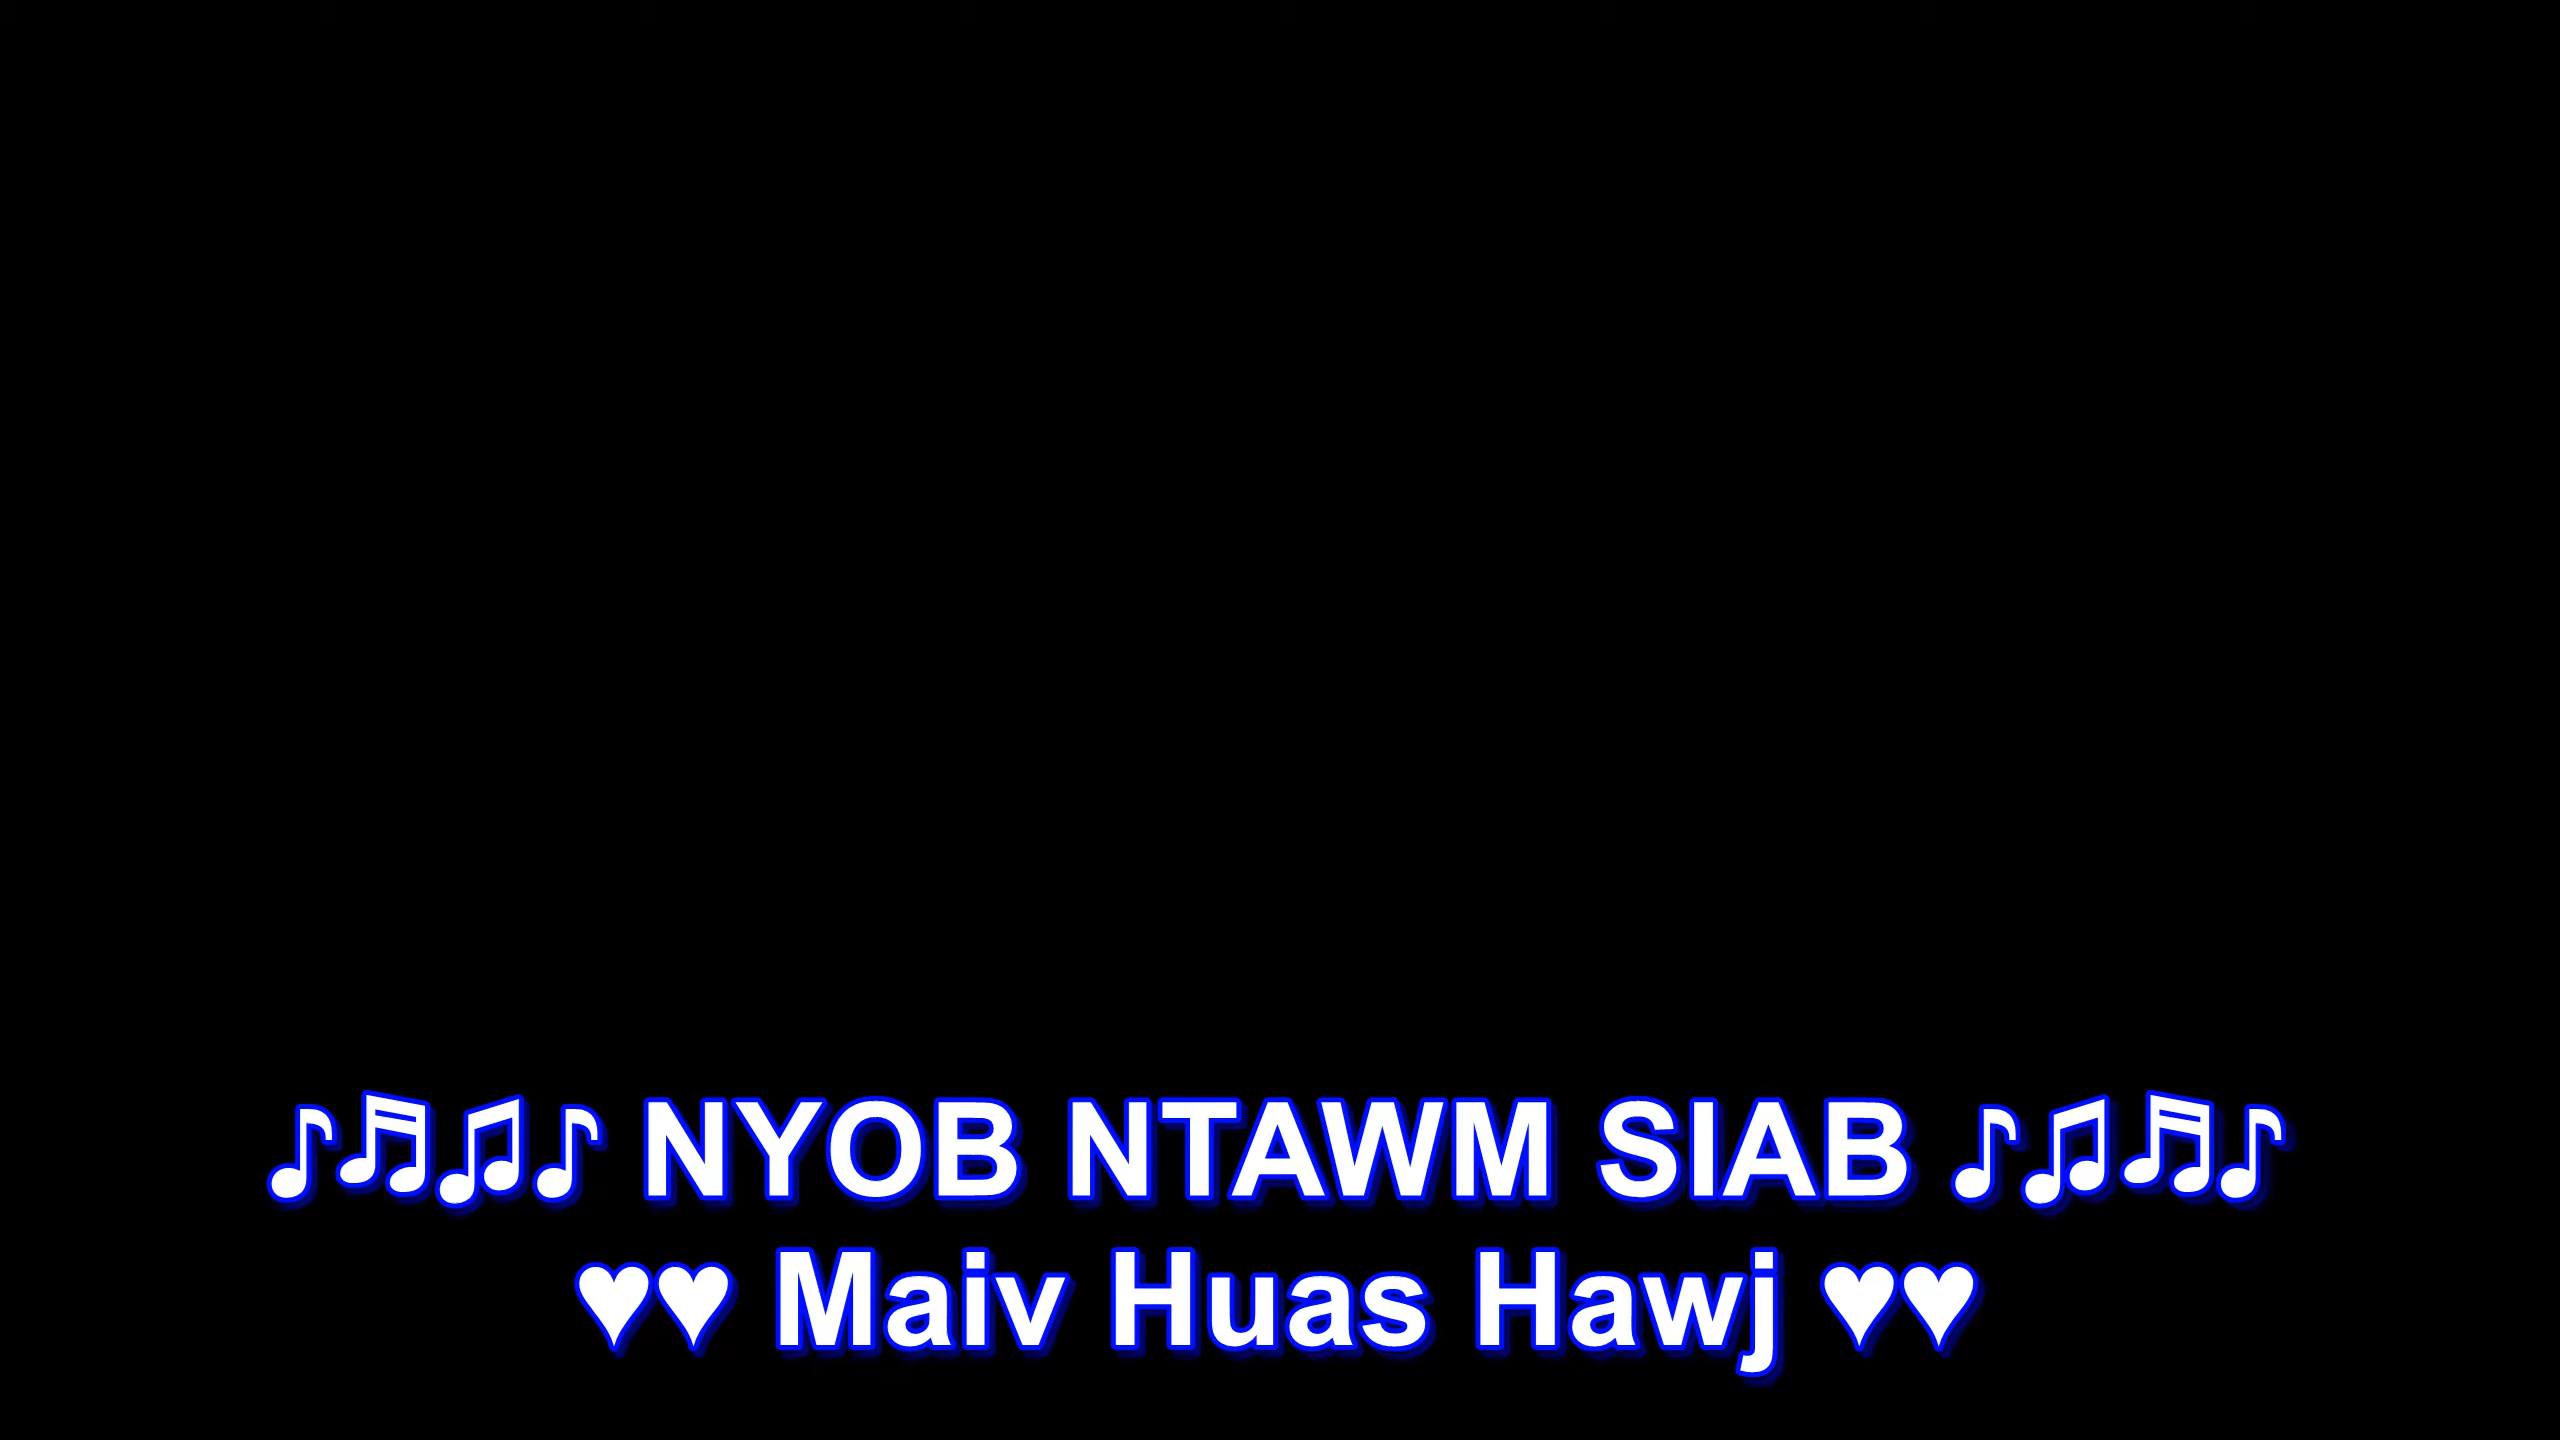 ♪♬♫♪ NYOB NTAWM SIAB ♪♫♬♪
♥♥ Maiv Huas Hawj ♥♥